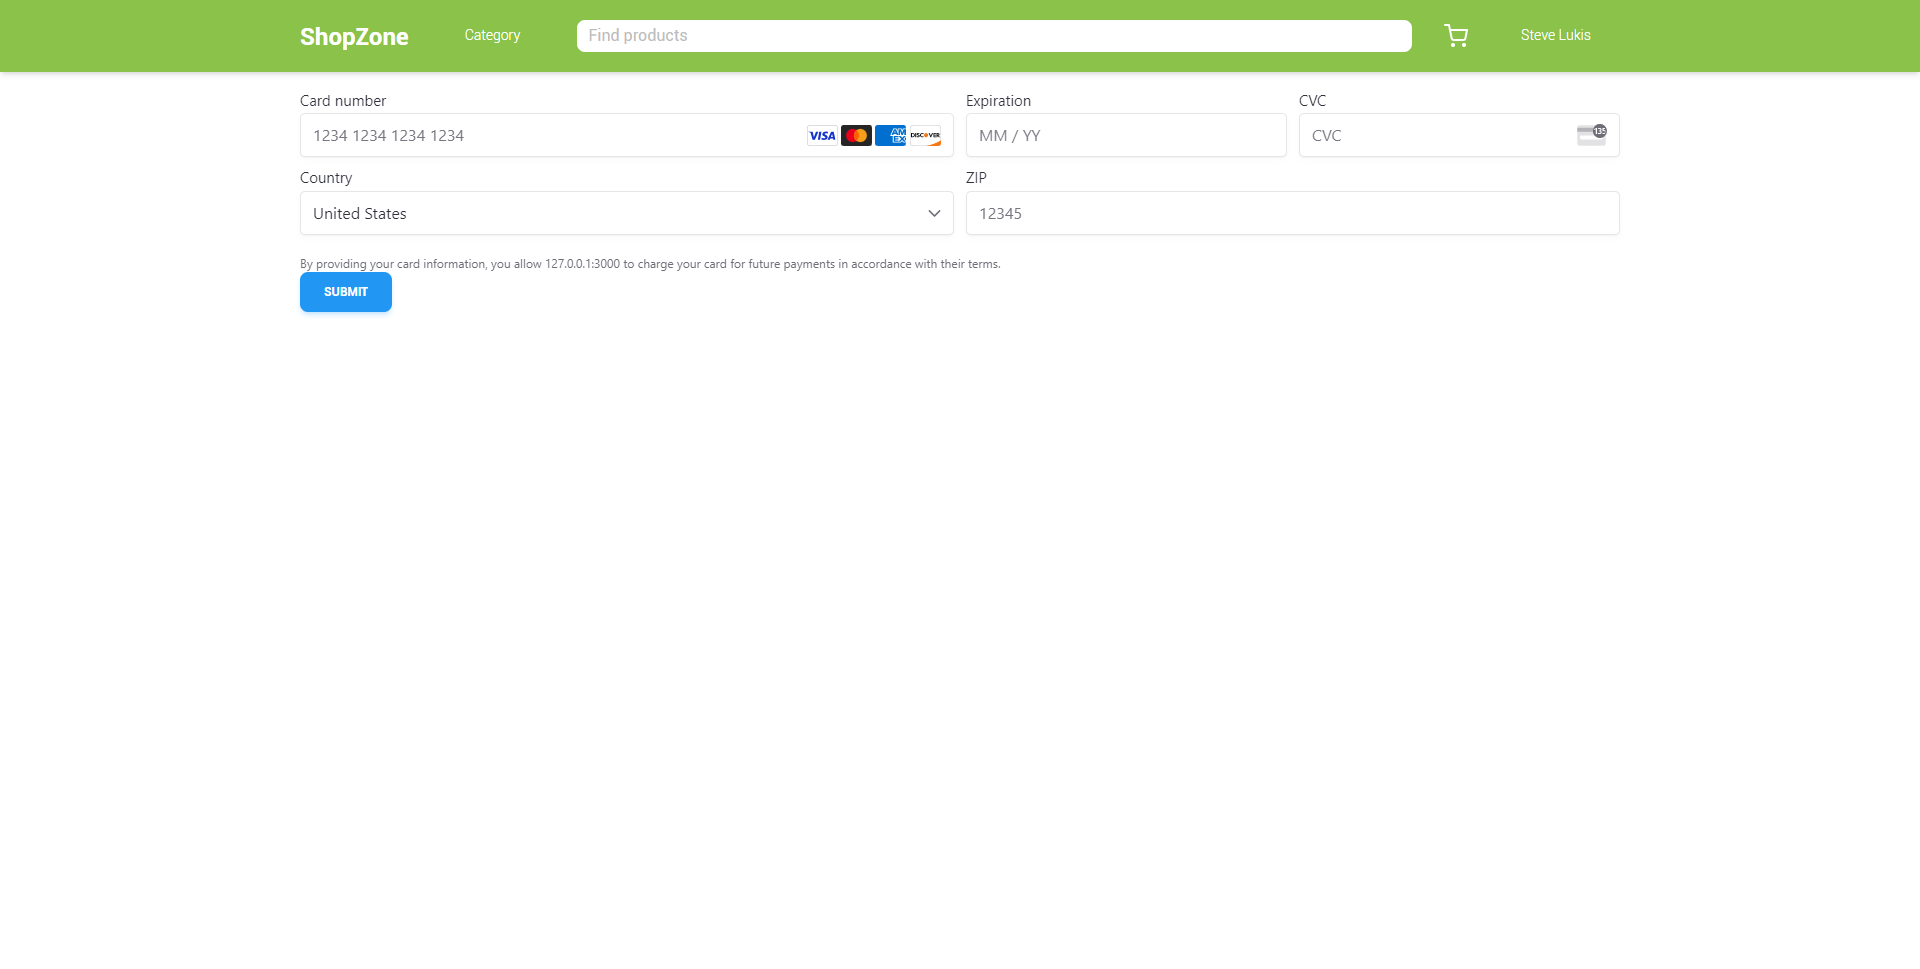 ShopZone Category Find products Steve Lukis
Card number Expiration CVC
1234 1234 1234 1234 VISA AMEX DISCOVER MM / YY CVC 135
Country ZIP
United States 12345
By providing your card information, you allow 127.0.0.1:3000 to charge your card for future payments in accordance with their terms.
SUBMIT